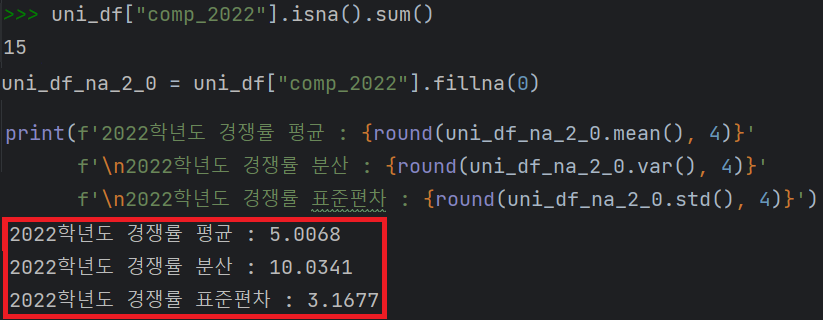 >>> uni_df["comp_2022"].isna().sum()
15
uni_df_na_2_0 = uni_df["comp_2022"].fillna(0)
print(f'2022학년도 경쟁률 평균 : {round(uni_df_na_2_0.mean(), 4)}'
f'\n2022학년도 경쟁률 분산 : {round(uni_df_na_2_0.var(), 4)}'
f'\n2022학년도 경쟁률 표준편차 : {round(uni_df_na_2_0.std(), 4)}')
2022학년도 경쟁률 평균 : 5.0068
2022학년도 경쟁률 분산 : 10.0341
2022학년도 경쟁률 표준편차 : 3.1677